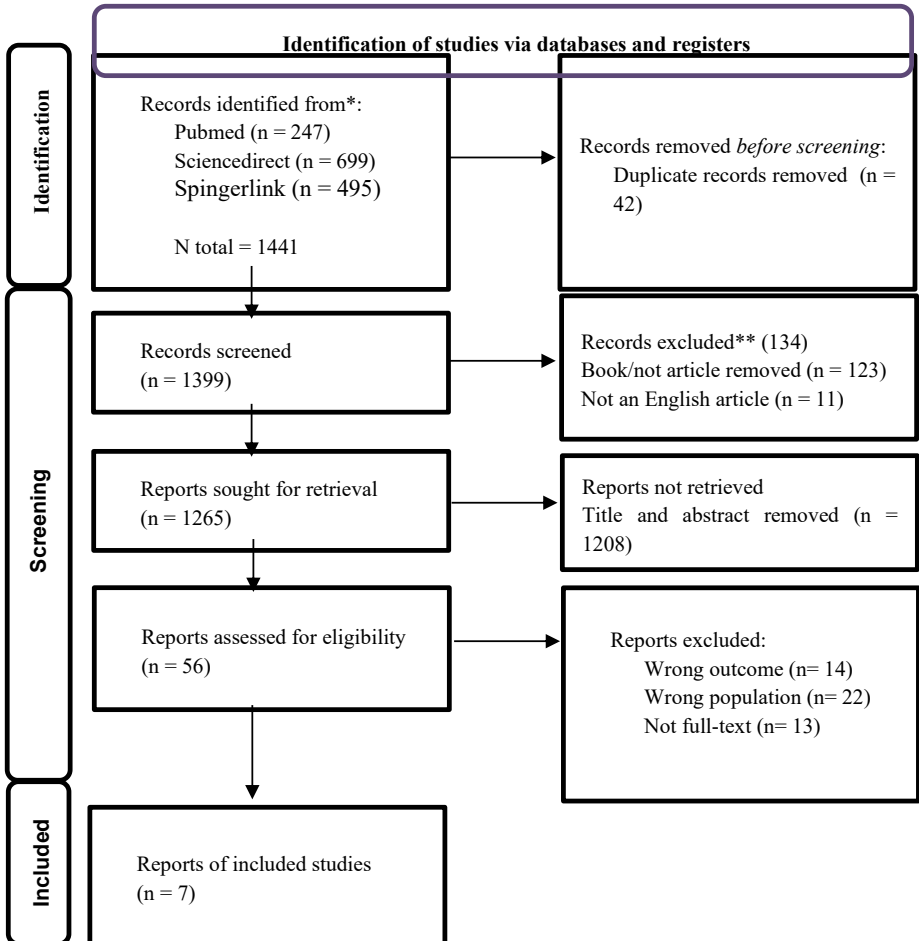 Identification of studies via databases and registers
Identification
Records identified from*:
Pubmed (n = 247)
Sciencedirect (n = 699)
Spingerlink (n = 495)
N total = 1441
Records removed before screening:
Duplicate records removed (n =
42)
Screening
Records screened
(n = 1399)
Records excluded** (134)
Book/not article removed (n = 123)
Not an English article (n = 11)
Reports sought for retrieval
(n = 1265)
Reports not retrieved
Title and abstract removed (n =
1208)
Reports assessed for eligibility
(n = 56)
Reports excluded:
Wrong outcome (n= 14)
Wrong population (n= 22)
Not full-text (n= 13)
Included
Reports of included studies
(n = 7)